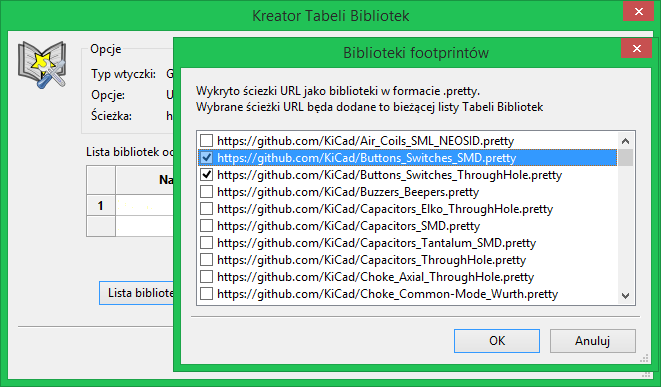 Kreator Tabeli Bibliotek
Opcje
Typ wtyczki: G
Opcje: U
Ścieżka: h
Lista bibliotek oc
Na
1
Lista bibliote
Biblioteki footprintów
Wykryto ściezki URL jako biblioteki w formacie .pretty.
Wybrane ścieżki URL będa dodane to bieżącej listy Tabeli Bibliotek
https://github.com/KiCad/Air_Coils_SML_NEOSID.pretty
https://github.com/KiCad/Buttons_Switches_SMD.pretty
https://github.com/KiCad/Buttons_Switches_ThroughHole.pretty
https://github.com/KiCad/Buzzers_Beepers.pretty
https://github.com/KiCad/Capacitors_Elko_ThroughHole.pretty
https://github.com/KiCad/Capacitors_SMD.pretty
https://github.com/KiCad/Capacitors_Tantalum_SMD.pretty
https://github.com/KiCad/Capacitors_ThroughHole.pretty
https://github.com/KiCad/Choke_Axial_ThroughHole.pretty
https://github.com/KiCad/Choke_Common-Mode_Wurth.pretty
OK
Anuluj